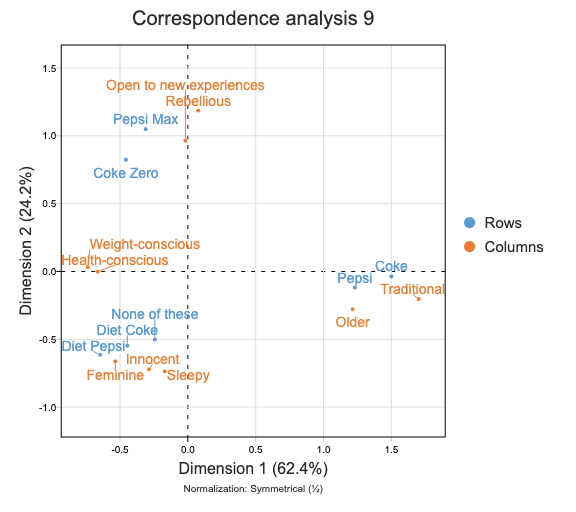 Correspondence analysis 9
1.5
Open to new experiences
Rebellious
Pepsi Max
1.0
Coke Zero
0.5
Rows
Columns
Weight-conscious
Health-conscious
Coke
0.0
Pepsi
Traditional
None of these
Older
Diet Coke
-0.5
Diet Pepsi
Innocent
Feminine
Sleepy
-1.0
Dimension 2 (24.2%)
-0.5 0.0 0.5 1.0 1.5
Dimension 1 (62.4%)
Normalization: Symmetrical (½)